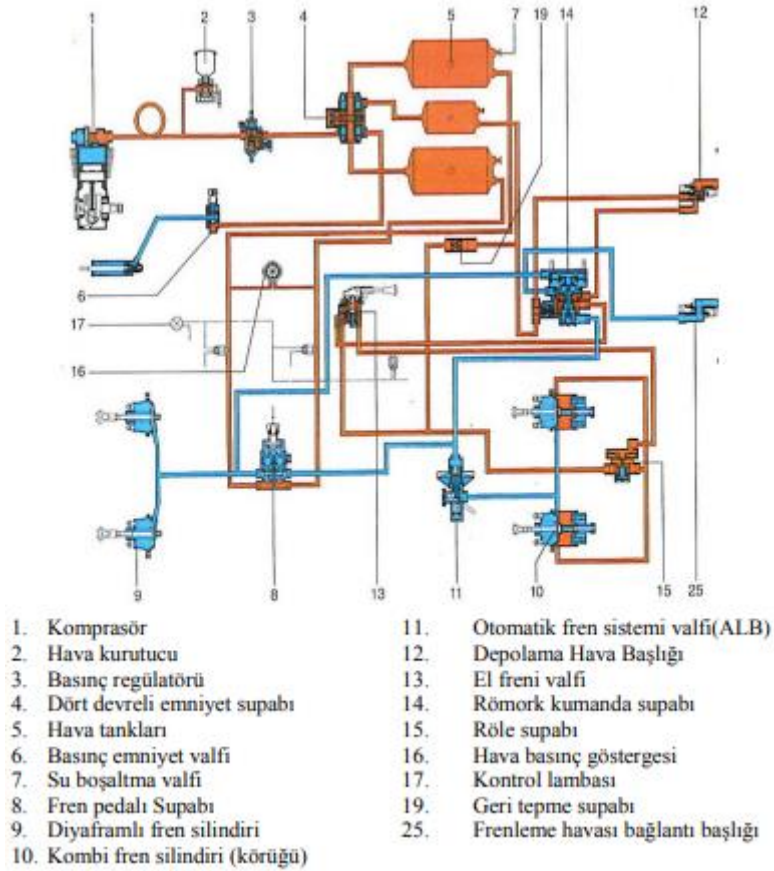 1 2 3 4 5 7 19 14 12
6
17
16
9 8 13 11 10 15 25
1. Komprasör
2. Hava kurutucu
3. Basınç regülatörü
4. Dört devreli emniyet supabı
5. Hava tankları
6. Basınç emniyet valfi
7. Su boşaltma valfi
8. Fren pedalı Supabı
9. Diyaframlı fren silindiri
10. Kombi fren silindiri (körüğü)
11. Otomatik fren sistemi valfi(ALB)
12. Depolama Hava Başlığı
13. El freni valfi
14. Römork kumanda supabı
15. Röle supabı
16. Hava basınç göstergesi
17. Kontrol lambası
19. Geri tepme supabı
25. Frenleme havası bağlantı başlığı